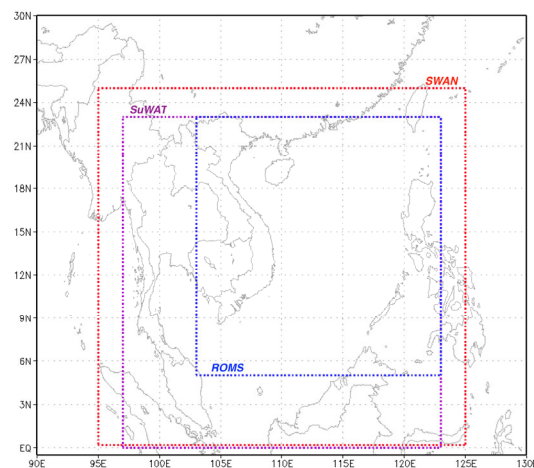 30N
27N
SWAN
24N
SuWAT
21N
18N
15N
12N
9N
ROMS
6N
3N
EQ
90E 95E 100E 105E 110E 115E 120E 125E 130E